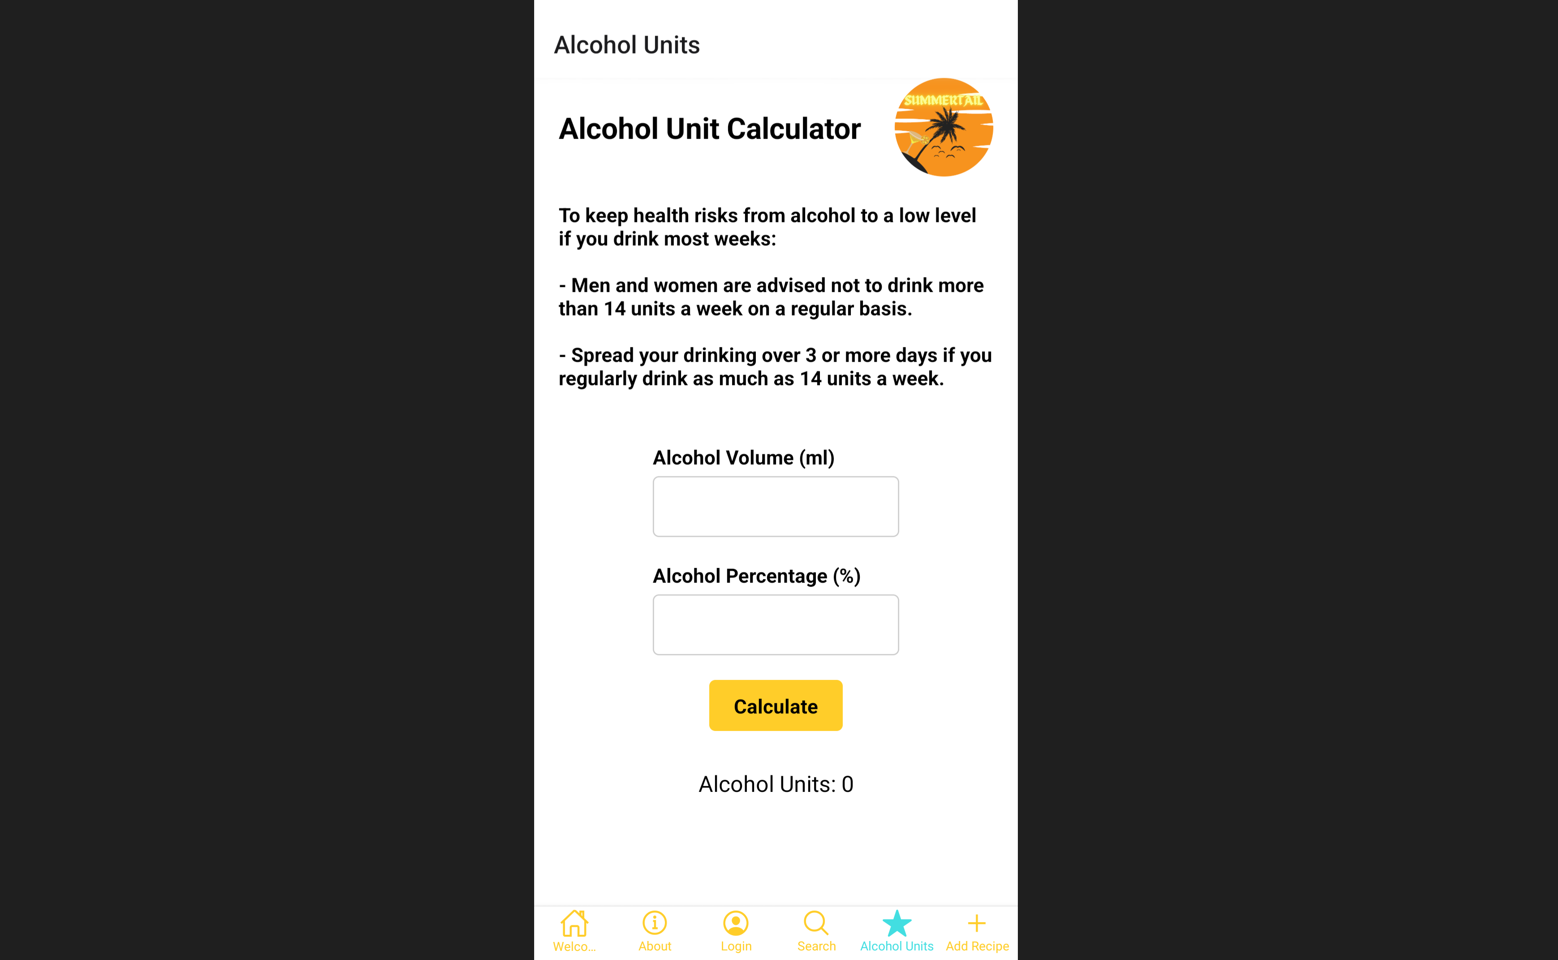 Alcohol Units
SUMMERTAIL
Alcohol Unit Calculator
To keep health risks from alcohol to a low level
if you drink most weeks:
- Men and women are advised not to drink more
than 14 units a week on a regular basis.
- Spread your drinking over 3 or more days if you
regularly drink as much as 14 units a week.
Alcohol Volume (ml)
Alcohol Percentage (%)
Calculate
Alcohol Units: 0
Welco...
About
Login
Search
Alcohol Units
Add Recipe